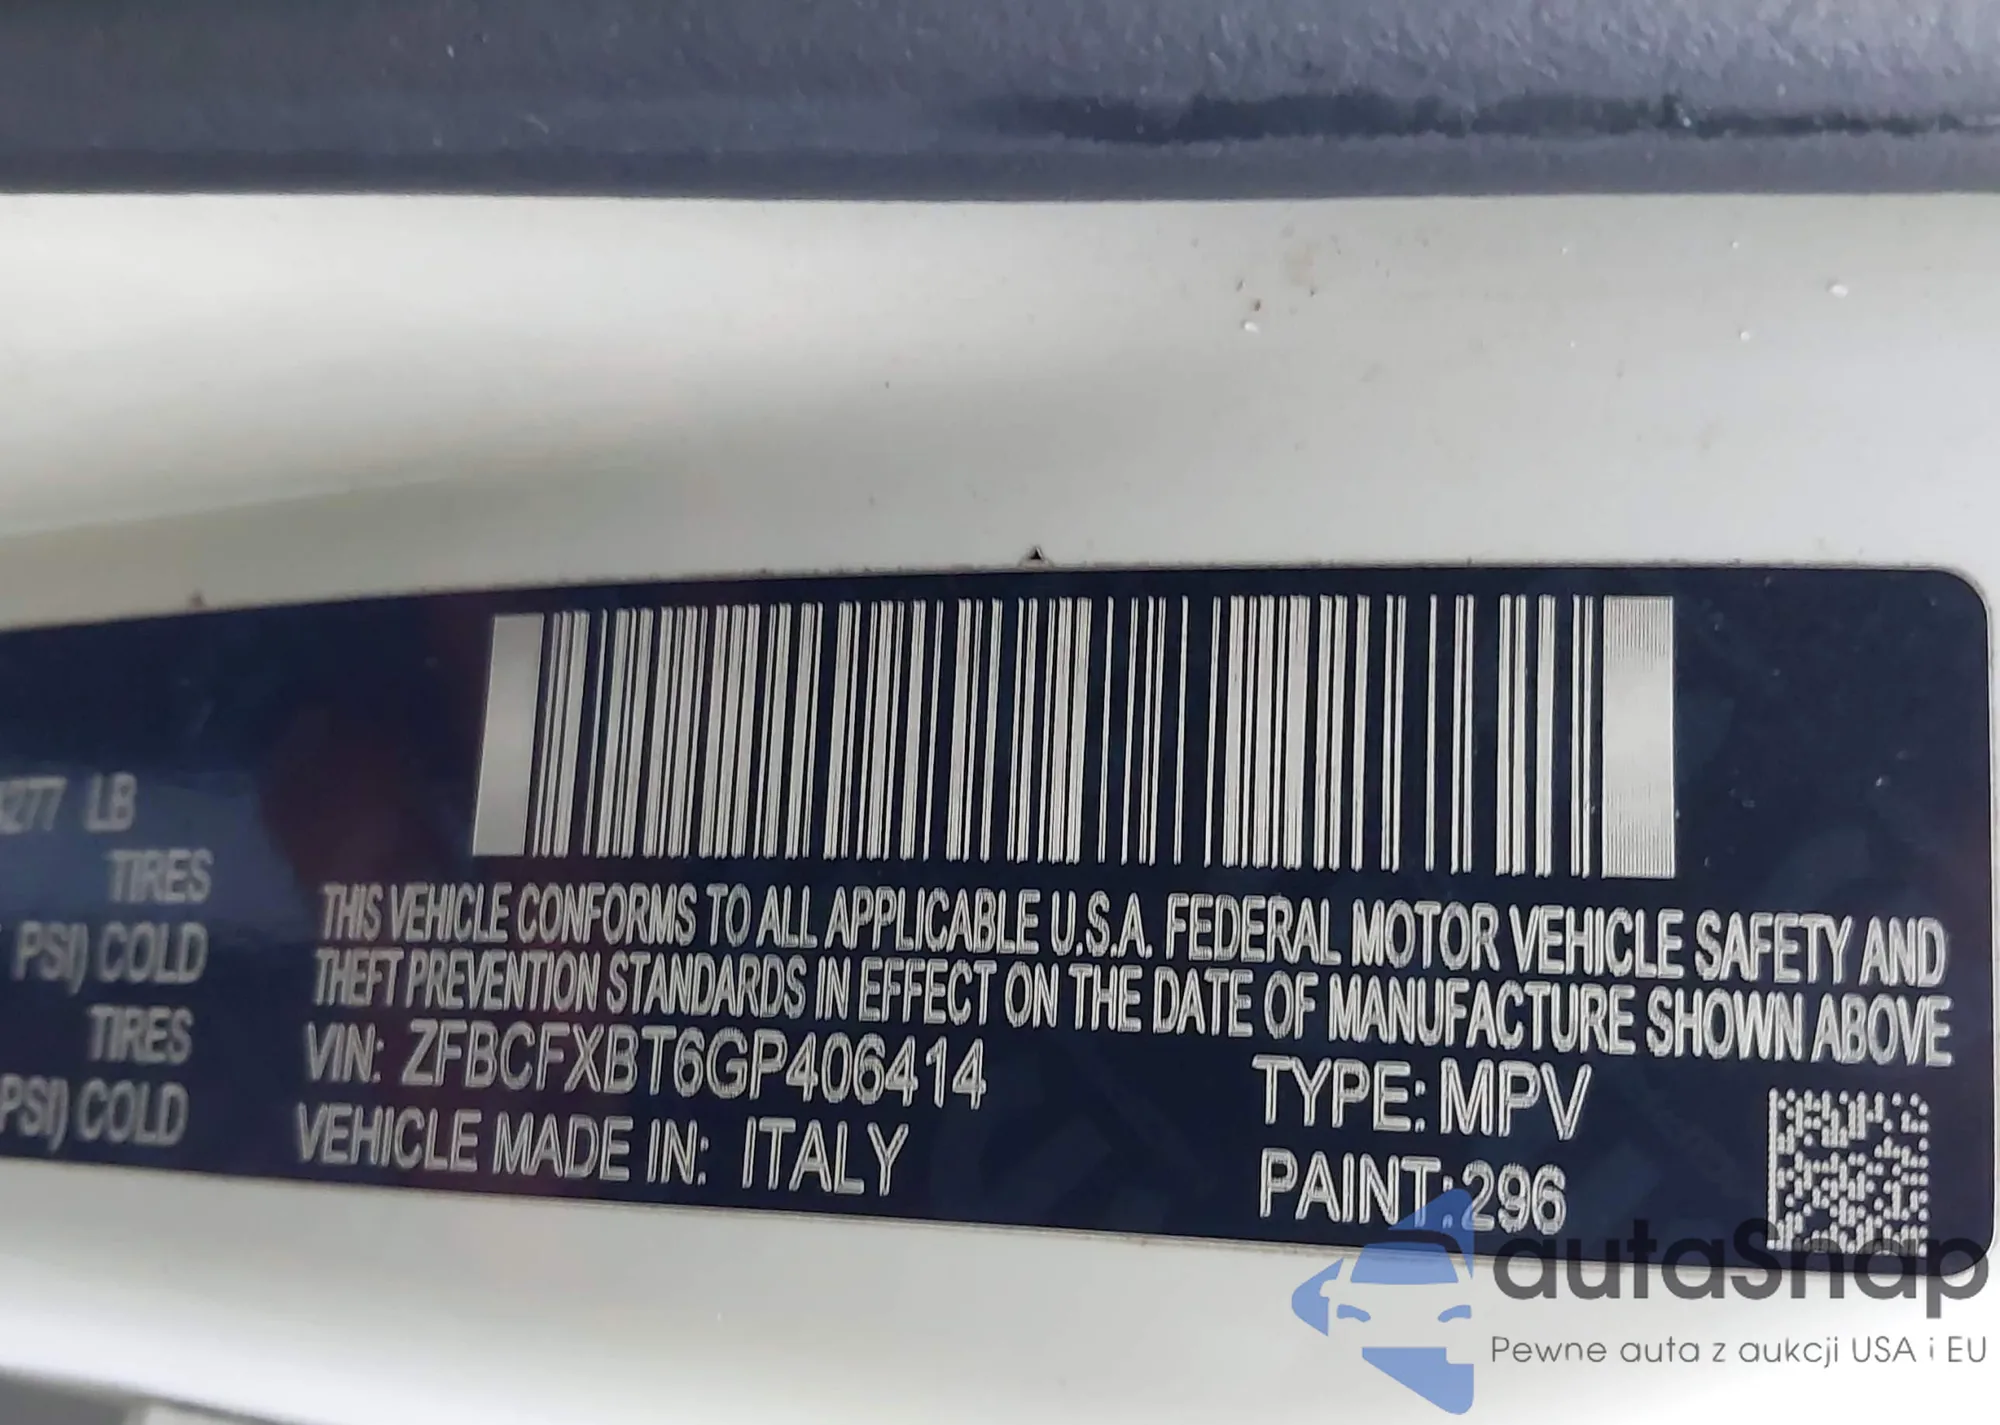 277 LB
TIRES
PSI) COLD
TIRES
PSI) COLD
THIS VEHICLE CONFORMS TO ALL APPLICABLE U.S.A. FEDERAL MOTOR VEHICLE SAFETY AND
THEFT PREVENTION STANDARDS IN EFFECT ON THE DATE OF MANUFACTURE SHOWN ABOVE
VIN: ZFBCFXBT6GP406414 TYPE: MPV
VEHICLE MADE IN: ITALY PAINT: 296
autaSnap
Pewne auta z aukcji USA i EU